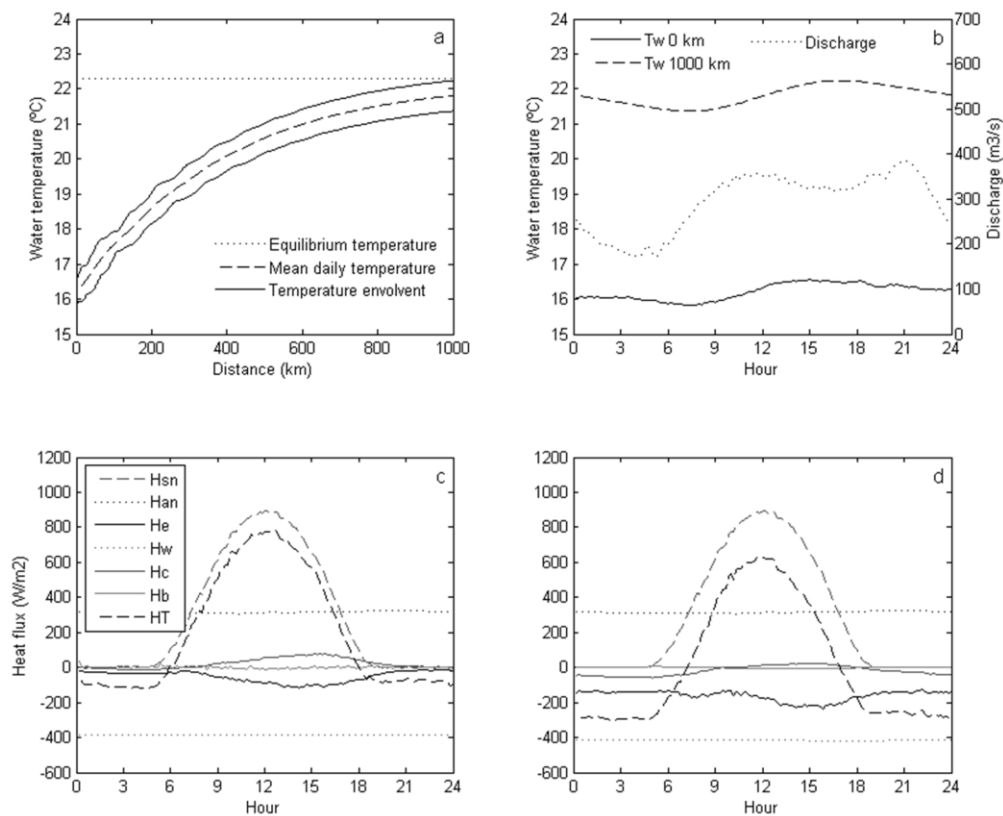 a
24
23
22
21
20
19
18
17
16
15
Water temperature (ºC)
Equilibrium temperature
Mean daily temperature
Temperature envolvent
0 200 400 600 800 1000
Distance (km)
b
24
23
22
21
20
19
18
17
16
15
Water temperature (ºC)
Tw 0 km
Tw 1000 km
Discharge
700
600
500
400
300
200
100
0
Discharge (m3/s)
0 3 6 9 12 15 18 21 24
Hour
c
1200
1000
800
600
400
200
0
-200
-400
-600
Heat flux (W/m2)
Hsn
Han
He
Hw
Hc
Hb
HT
0 3 6 9 12 15 18 21 24
Hour
d
1200
1000
800
600
400
200
0
-200
-400
-600
0 3 6 9 12 15 18 21 24
Hour